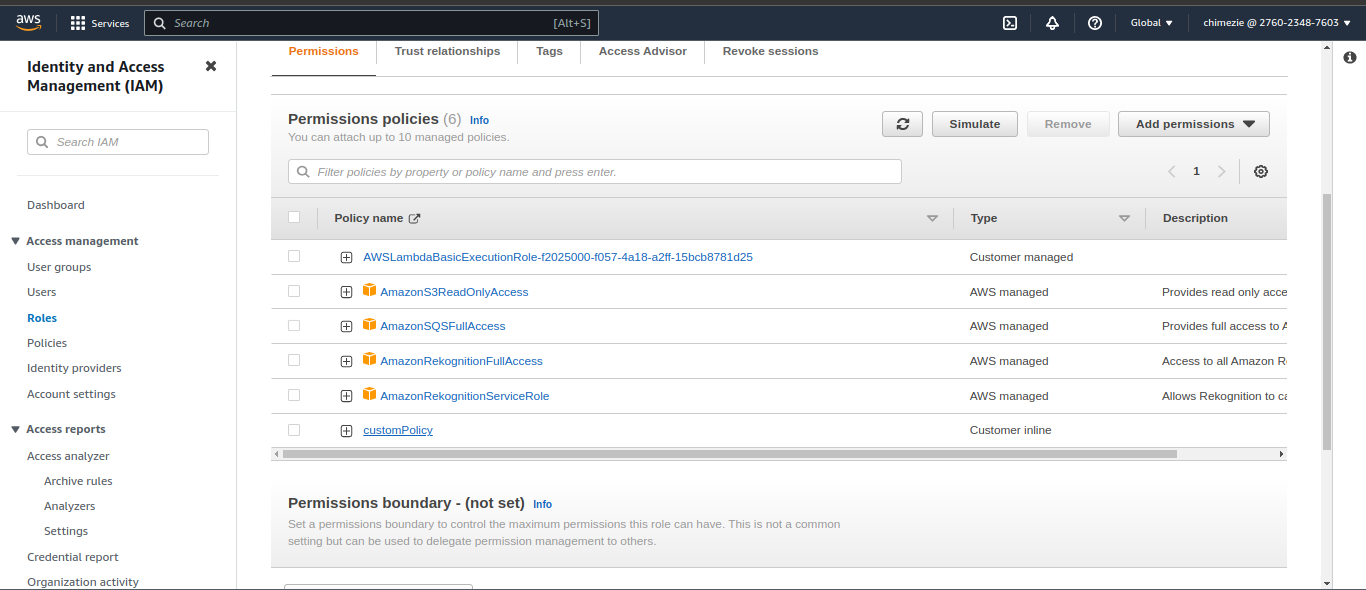 aws
Services
Search
[Alt+S]
Global
chimezie @ 2760-2348-7603
Identity and Access
Management (IAM)
Search IAM
Dashboard
Access management
User groups
Users
Roles
Policies
Identity providers
Account settings
Access reports
Access analyzer
Archive rules
Analyzers
Settings
Credential report
Organization activity
Permissions
Trust relationships
Tags
Access Advisor
Revoke sessions
Permissions policies (6) Info
You can attach up to 10 managed policies.
Simulate
Remove
Add permissions
Filter policies by property or policy name and press enter.
1
Policy name
Type
Description
AWSLambdaBasicExecutionRole-f2025000-f057-4a18-a2ff-15bcb8781d25
Customer managed
AmazonS3ReadOnlyAccess
AWS managed
Provides read only acce
AmazonSQSFullAccess
AWS managed
Provides full access to A
AmazonRekognitionFullAccess
AWS managed
Access to all Amazon R
AmazonRekognitionServiceRole
AWS managed
Allows Rekognition to ca
customPolicy
Customer inline
Permissions boundary - (not set) Info
Set a permissions boundary to control the maximum permissions this role can have. This is not a common
setting but can be used to delegate permission management to others.